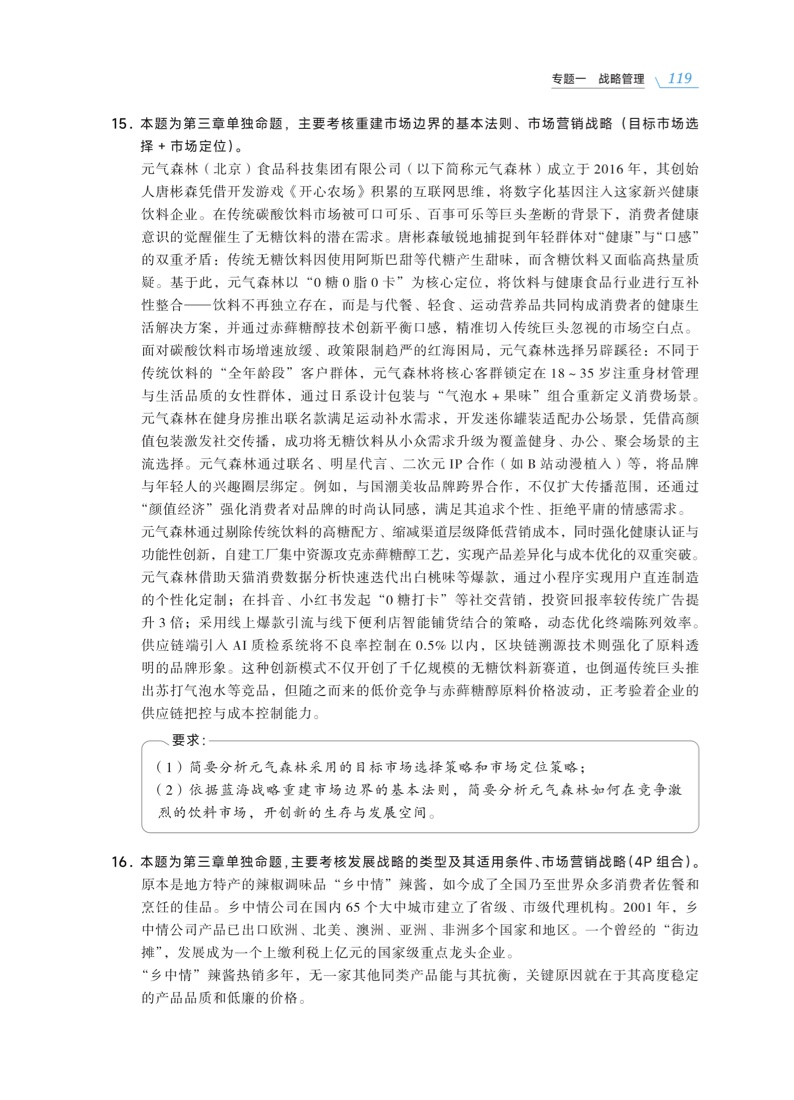 专题一 战略管理 119
15. 本题为第三章单独命题，主要考核重建市场边界的基本法则、市场营销战略（目标市场选
择 + 市场定位）。
元气森林（北京）食品科技集团有限公司（以下简称元气森林）成立于 2016 年，其创始
人唐彬森凭借开发游戏《开心农场》积累的互联网思维，将数字化基因注入这家新兴健康
饮料企业。在传统碳酸饮料市场被可口可乐、百事可乐等巨头垄断的背景下，消费者健康
意识的觉醒催生了无糖饮料的潜在需求。唐彬森敏锐地捕捉到年轻群体对“健康”与“口感”
的双重矛盾：传统无糖饮料因使用阿斯巴甜等代糖产生甜味，而含糖饮料又面临高热量质
疑。基于此，元气森林以“0 糖 0 脂 0 卡”为核心定位，将饮料与健康食品行业进行互补
性整合——饮料不再独立存在，而是与代餐、轻食、运动营养品共同构成消费者的健康生
活解决方案，并通过赤藓糖醇技术创新平衡口感，精准切入传统巨头忽视的市场空白点。
面对碳酸饮料市场增速放缓、政策限制趋严的红海困局，元气森林选择另辟蹊径：不同于
传统饮料的“全年龄段”客户群体，元气森林将核心客群锁定在 18 ~ 35 岁注重身材管理
与生活品质的女性群体，通过日系设计包装与“气泡水 + 果味”组合重新定义消费场景。
元气森林在健身房推出联名款满足运动补水需求，开发迷你罐装适配办公场景，凭借高颜
值包装激发社交传播，成功将无糖饮料从小众需求升级为覆盖健身、办公、聚会场景的主
流选择。元气森林通过联名、明星代言、二次元 IP 合作（如 B 站动漫植入）等，将品牌
与年轻人的兴趣圈层绑定。例如，与国潮美妆品牌跨界合作，不仅扩大传播范围，还通过
“颜值经济”强化消费者对品牌的时尚认同感，满足其追求个性、拒绝平庸的情感需求。
元气森林通过剔除传统饮料的高糖配方、缩减渠道层级降低营销成本，同时强化健康认证与
功能性创新，自建工厂集中资源攻克赤藓糖醇工艺，实现产品差异化与成本优化的双重突破。
元气森林借助天猫消费数据分析快速迭代出白桃味等爆款，通过小程序实现用户直连制造
的个性化定制；在抖音、小红书发起“0 糖打卡”等社交营销，投资回报率较传统广告提
升 3 倍；采用线上爆款引流与线下便利店智能铺货结合的策略，动态优化终端陈列效率。
供应链端引入 AI 质检系统将不良率控制在 0.5% 以内，区块链溯源技术则强化了原料透
明的品牌形象。这种创新模式不仅开创了千亿规模的无糖饮料新赛道，也倒逼传统巨头推
出苏打气泡水等竞品，但随之而来的低价竞争与赤藓糖醇原料价格波动，正考验着企业的
供应链把控与成本控制能力。
要求：
（1）简要分析元气森林采用的目标市场选择策略和市场定位策略；
（2）依据蓝海战略重建市场边界的基本法则，简要分析元气森林如何在竞争激
烈的饮料市场，开创新的生存与发展空间。
16. 本题为第三章单独命题，主要考核发展战略的类型及其适用条件、市场营销战略（4P 组合）。
原本是地方特产的辣椒调味品“乡中情”辣酱，如今成了全国乃至世界众多消费者佐餐和
烹饪的佳品。乡中情公司在国内 65 个大中城市建立了省级、市级代理机构。2001 年，乡
中情公司产品已出口欧洲、北美、澳洲、亚洲、非洲多个国家和地区。一个曾经的“街边
摊”，发展成为一个上缴利税上亿元的国家级重点龙头企业。
“乡中情”辣酱热销多年，无一家其他同类产品能与其抗衡，关键原因就在于其高度稳定
的产品品质和低廉的价格。